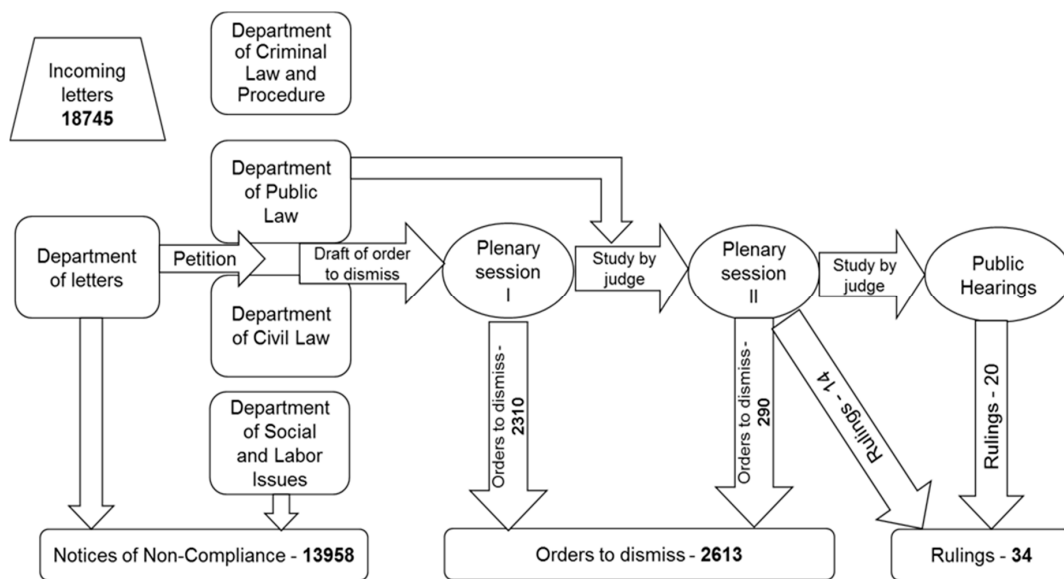 Incoming
letters
18745
Department
of Criminal
Law and
Procedure
Department
of Public
Law
Department
of letters
Petition
Draft of order
to dismiss
Plenary
session
I
Study by
judge
Plenary
session
II
Study by
judge
Public
Hearings
Department
of Civil Law
Department
of Social
and Labor
Issues
Orders to dismiss-
2310
Orders to dismiss-
290
Rulings - 14
Rulings - 20
Notices of Non-Compliance - 13958
Orders to dismiss - 2613
Rulings - 34